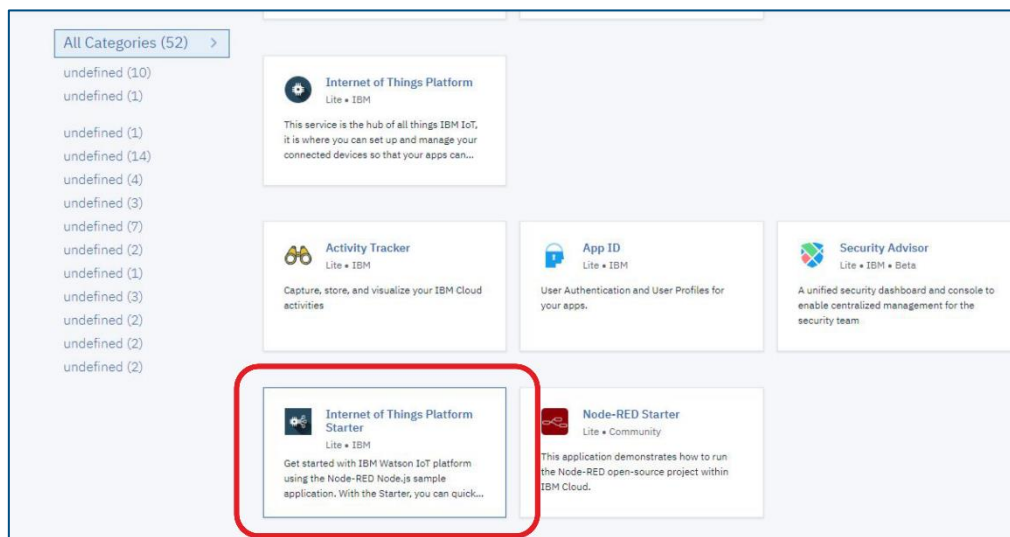 All Categories (52) >
undefined (10)
undefined (1)
undefined (1)
undefined (14)
undefined (4)
undefined (3)
undefined (7)
undefined (2)
undefined (1)
undefined (3)
undefined (2)
undefined (2)
undefined (2)
Internet of Things Platform
Lite • IBM
This service is the hub of all things IBM IoT,
it is where you can set up and manage your
connected devices so that your apps can...
Activity Tracker
Lite • IBM
Capture, store, and visualize your IBM Cloud
activities
App ID
Lite • IBM
User Authentication and User Profiles for
your apps.
Security Advisor
Lite • IBM • Beta
A unified security dashboard and console to
enable centralized management for the
security team
Internet of Things Platform
Starter
Lite • IBM
Get started with IBM Watson IoT platform
using the Node-RED Node.js sample
application. With the Starter, you can quick...
Node-RED Starter
Lite • Community
This application demonstrates how to run
the Node-RED open-source project within
IBM Cloud.